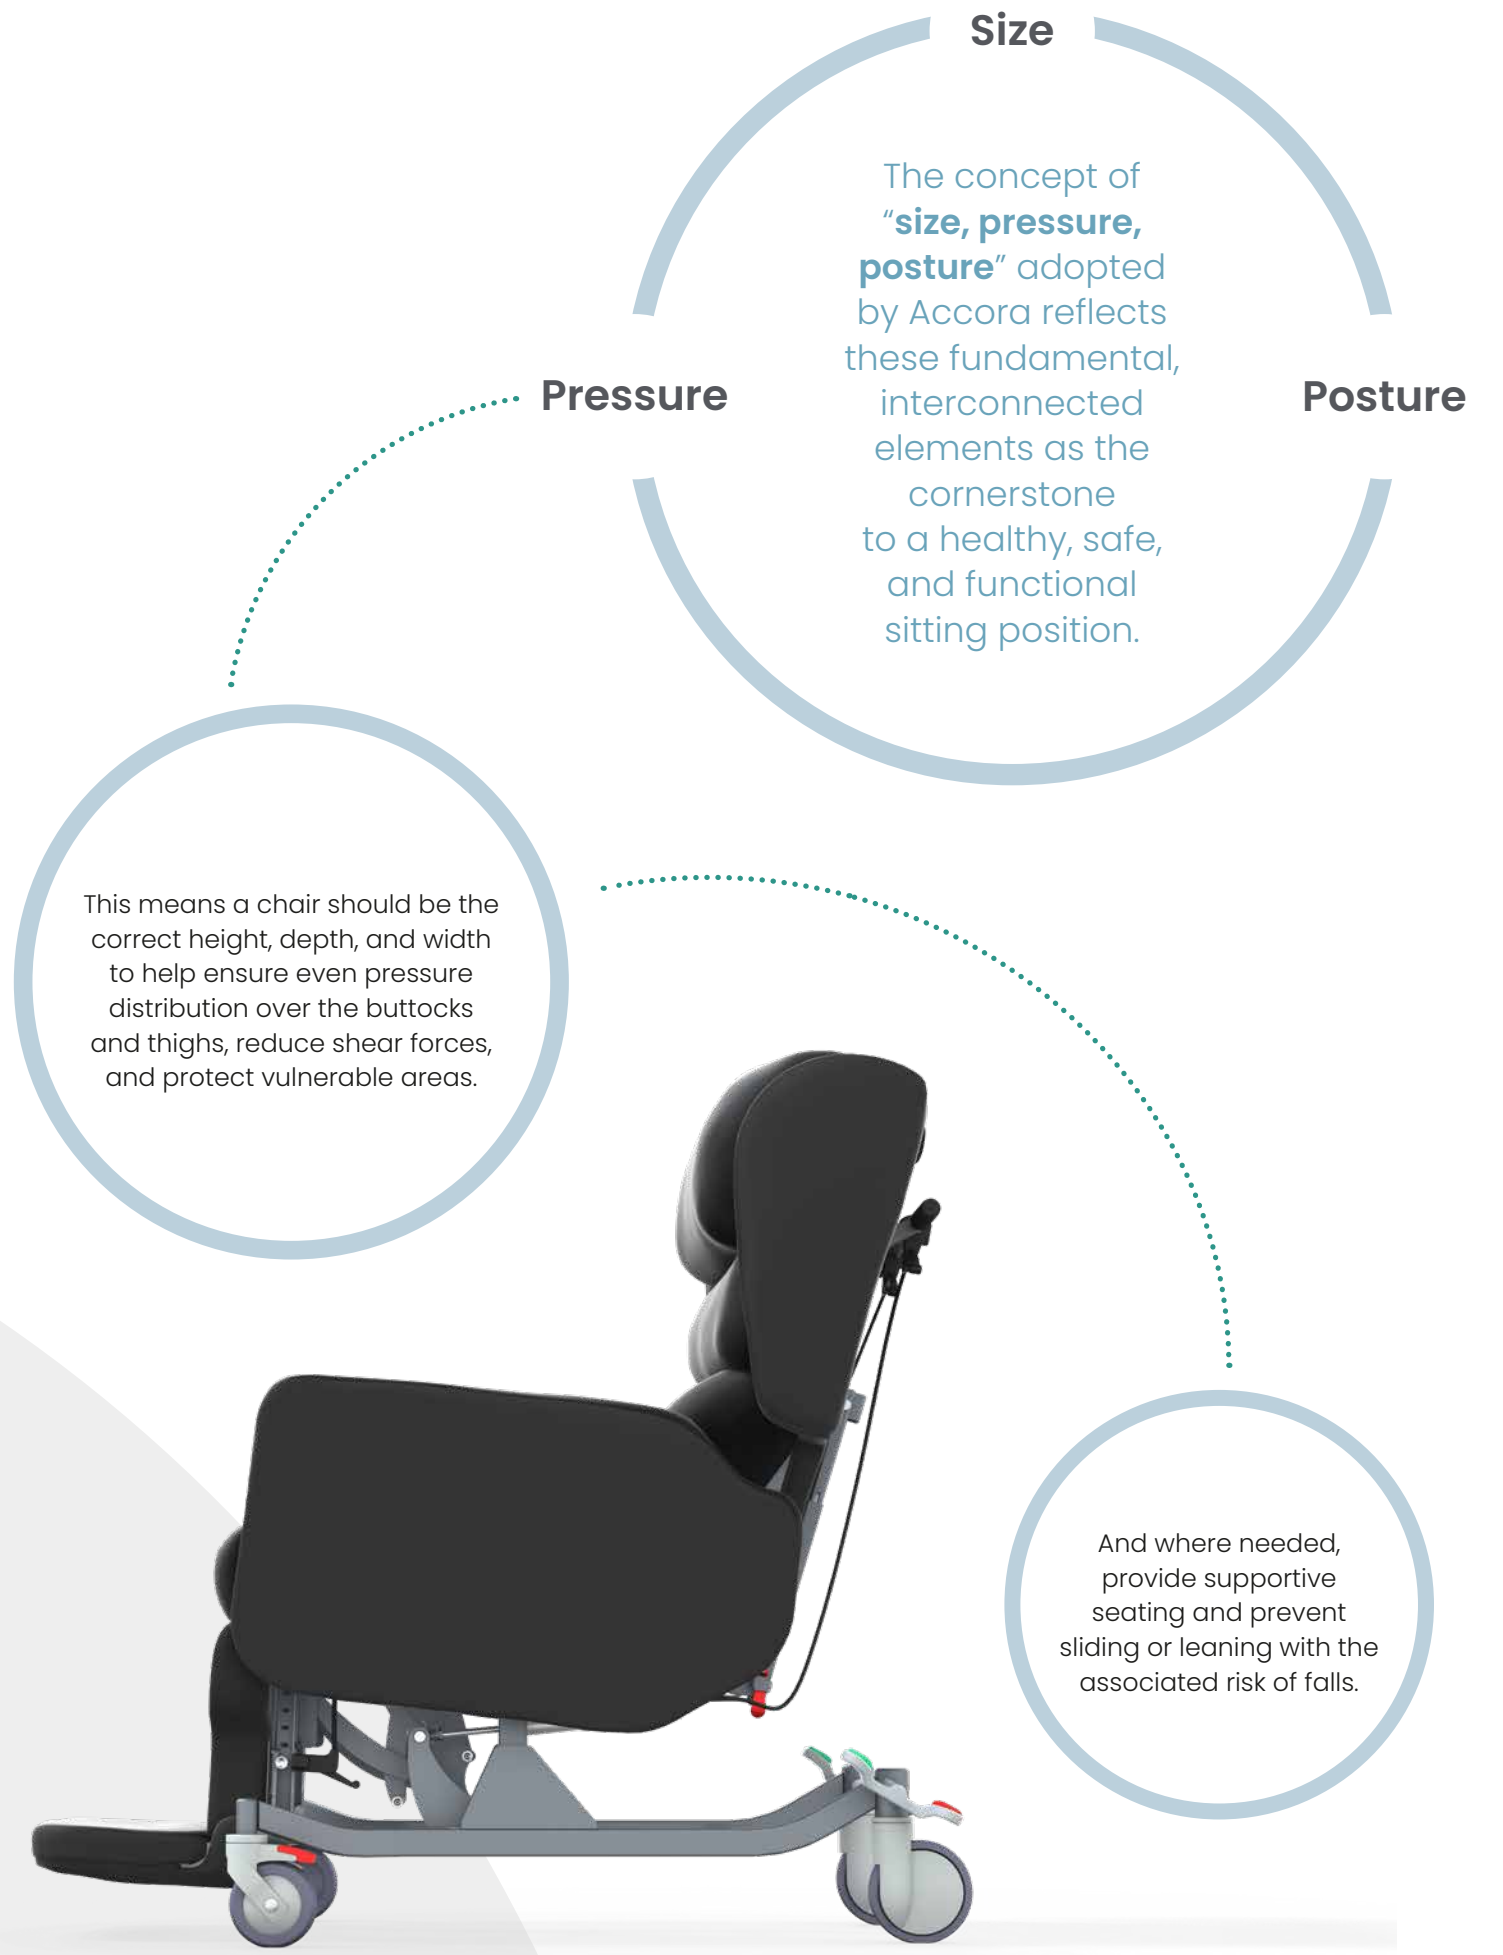 Size
The concept of
“size, pressure,
posture” adopted
by Accora reflects
these fundamental,
interconnected
elements as the
cornerstone
to a healthy, safe,
and functional
sitting position.
Pressure
Posture
This means a chair should be the
correct height, depth, and width
to help ensure even pressure
distribution over the buttocks
and thighs, reduce shear forces,
and protect vulnerable areas.
And where needed,
provide supportive
seating and prevent
sliding or leaning with the
associated risk of falls.